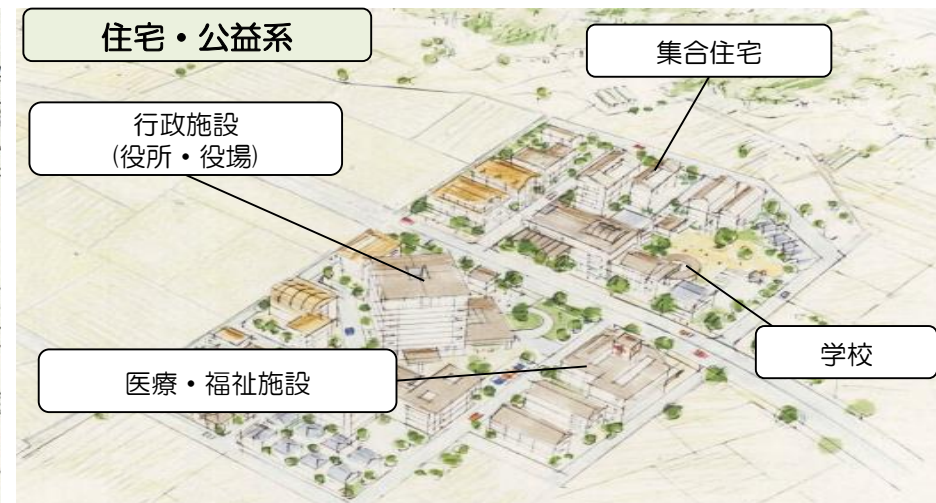 住宅・公益系
集合住宅
行政施設
(役所・役場)
学校
医療・福祉施設